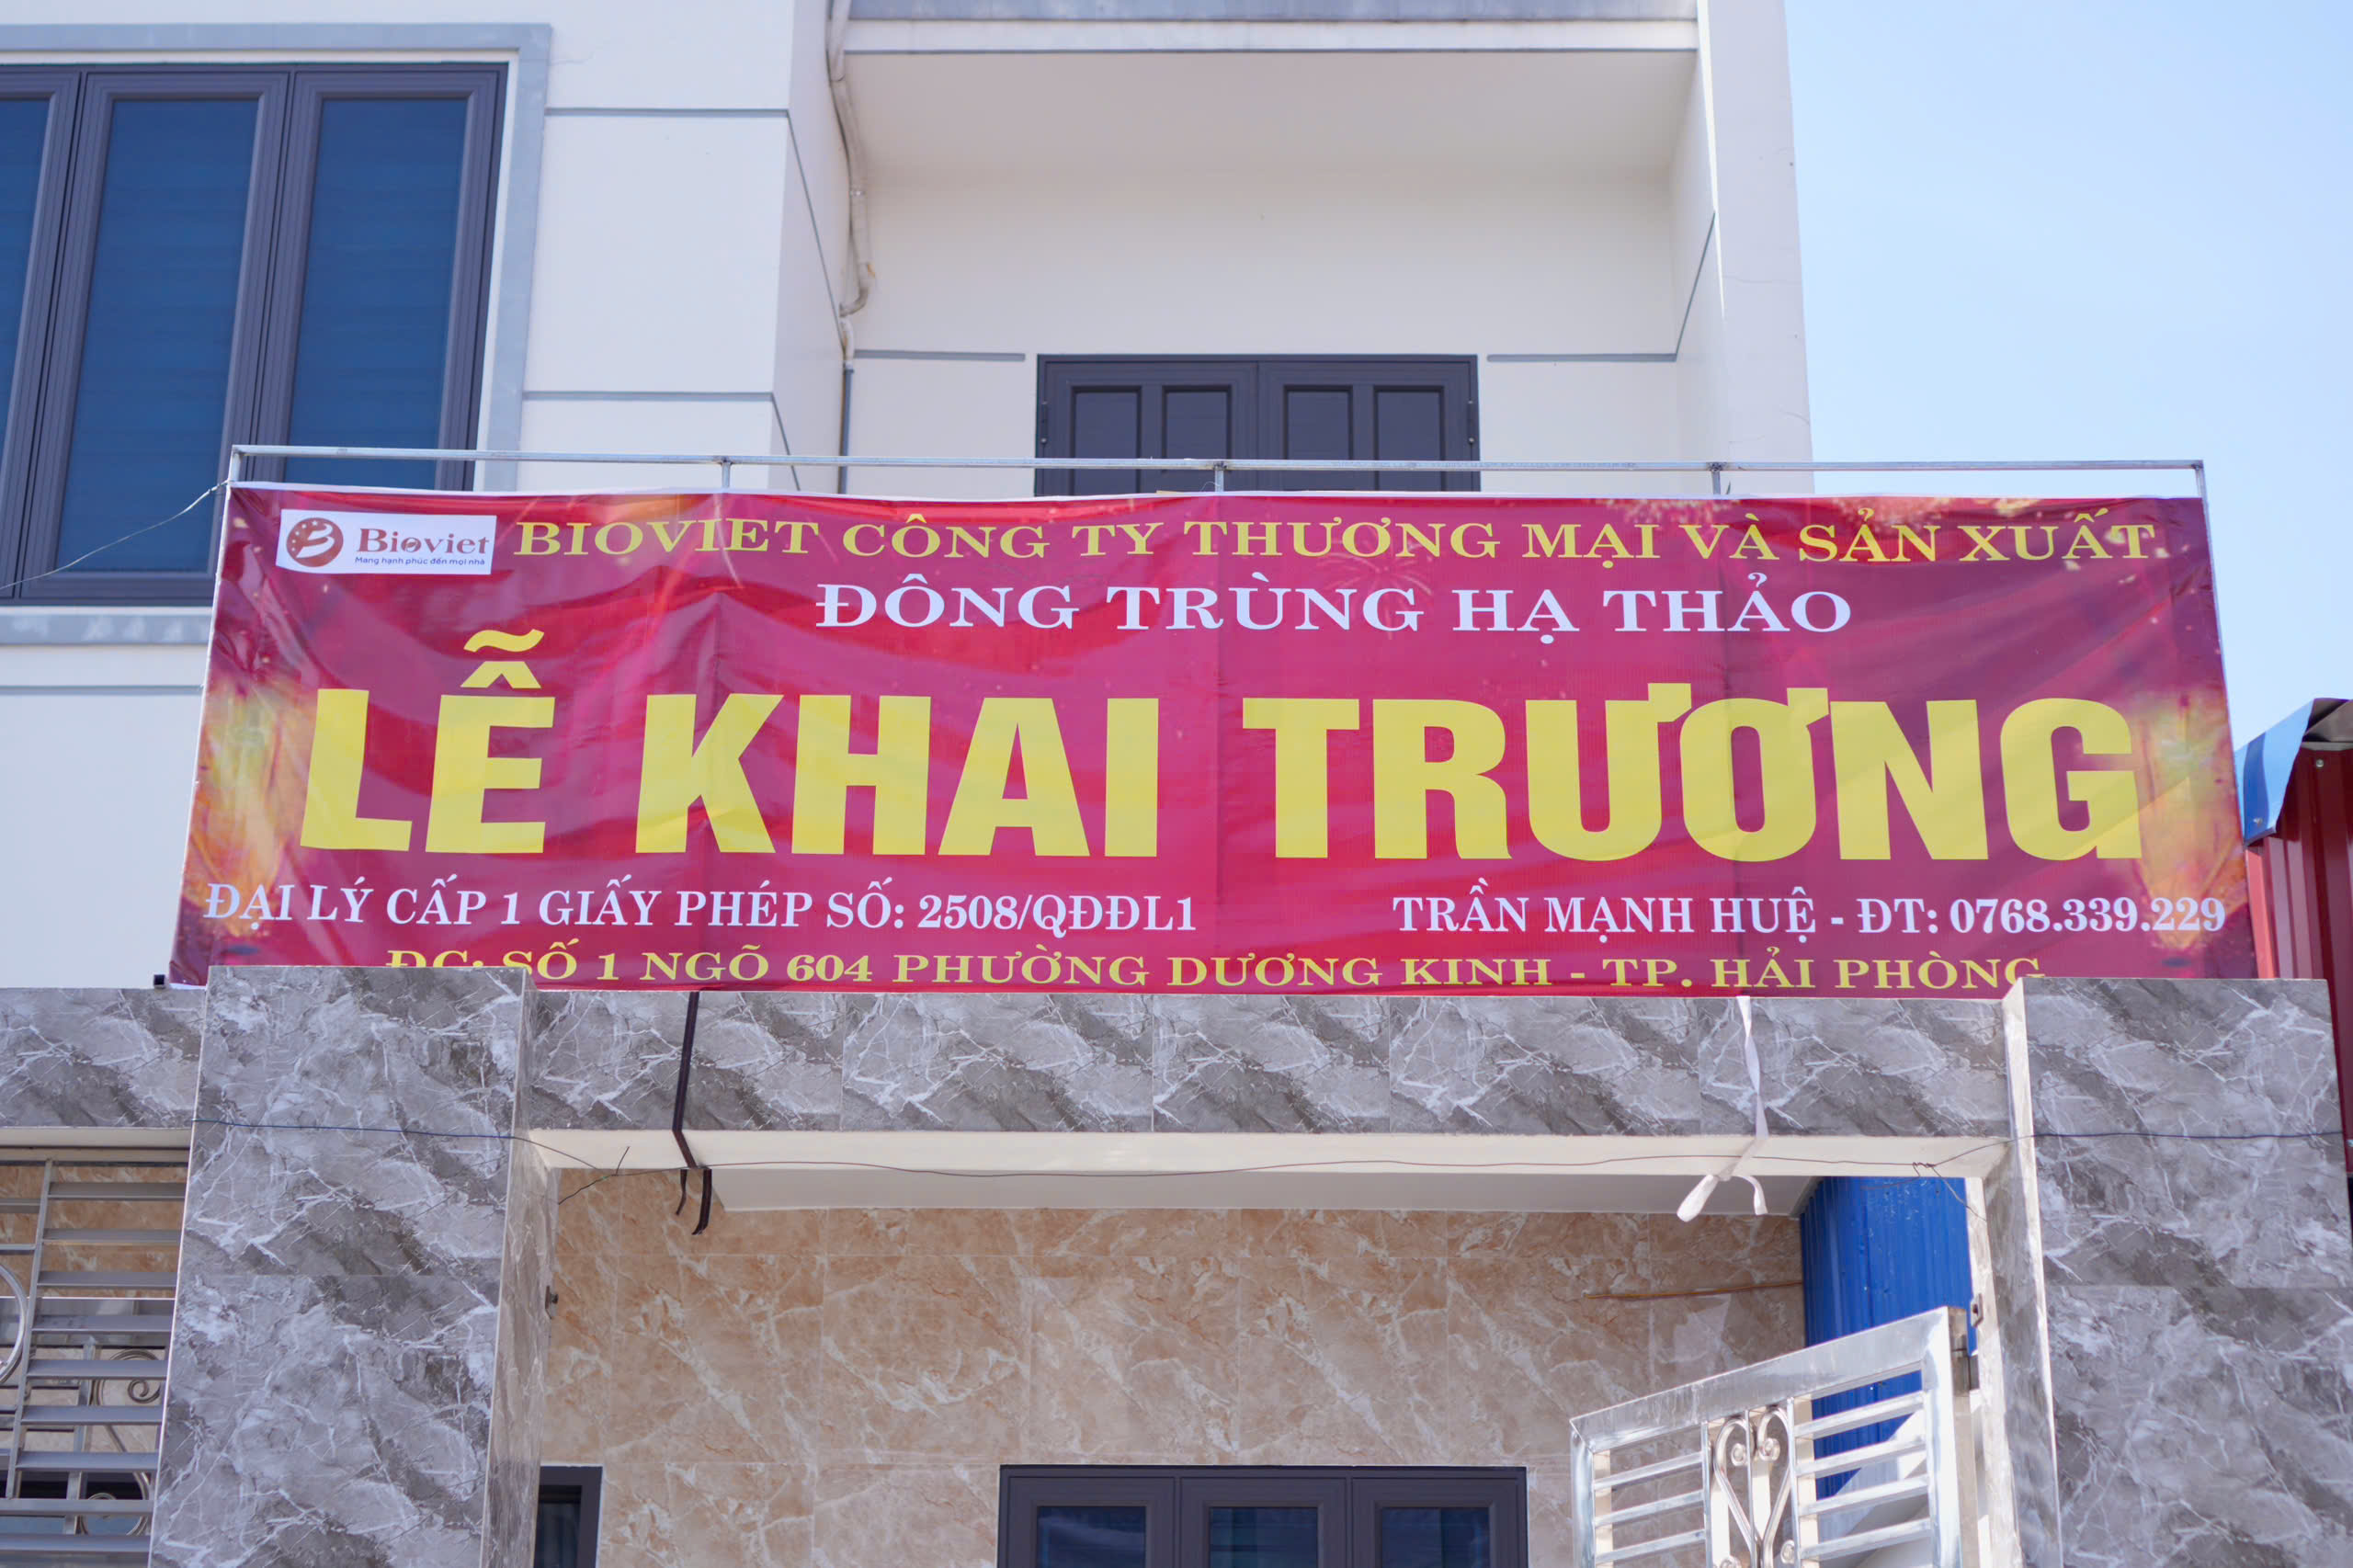 Bioviet
Mang hạnh phúc đến mọi nhà
BIOVIET CÔNG TY THƯƠNG MẠI VÀ SẢN XUẤT
ĐÔNG TRÙNG HẠ THẢO
LỄ KHAI TRƯƠNG
ĐẠI LÝ CẤP 1 GIẤY PHÉP SỐ: 2508/QĐĐL1
TRẦN MẠNH HUỆ - ĐT: 0768.339.229
ĐC: SỐ 1 NGÕ 604 PHƯỜNG DƯƠNG KINH - TP. HẢI PHÒNG